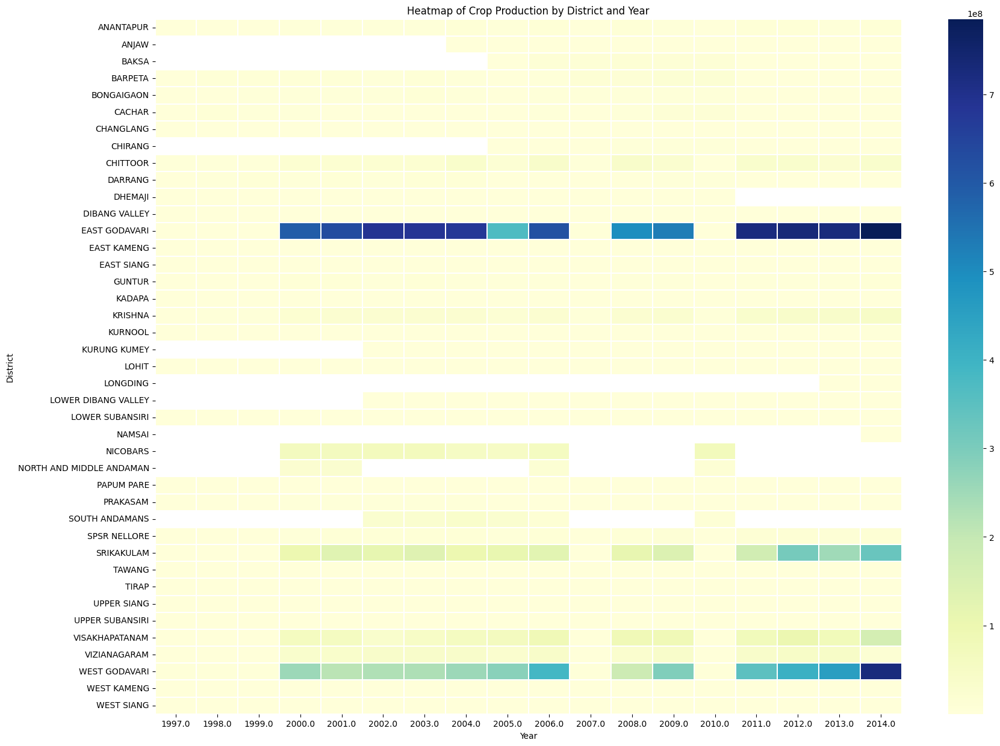 Heatmap of Crop Production by District and Year
1e8
ANANTAPUR
ANJAW
BAKSA
BARPETA
BONGAIGAON
CACHAR
CHANGLANG
CHIRANG
CHITTOOR
DARRANG
DHEMAJI
DIBANG VALLEY
EAST GODAVARI
EAST KAMENG
EAST SIANG
GUNTUR
KADAPA
KRISHNA
KURNOOL
KURUNG KUMEY
LOHIT
LONGDING
LOWER DIBANG VALLEY
LOWER SUBANSIRI
NAMSAI
NICOBARS
NORTH AND MIDDLE ANDAMAN
PAPUM PARE
PRAKASAM
SOUTH ANDAMANS
SPSR NELLORE
SRIKAKULAM
TAWANG
TIRAP
UPPER SIANG
UPPER SUBANSIRI
VISAKHAPATANAM
VIZIANAGARAM
WEST GODAVARI
WEST KAMENG
WEST SIANG
District
1997.0 1998.0 1999.0 2000.0 2001.0 2002.0 2003.0 2004.0 2005.0 2006.0 2007.0 2008.0 2009.0 2010.0 2011.0 2012.0 2013.0 2014.0
Year
7
6
5
4
3
2
1